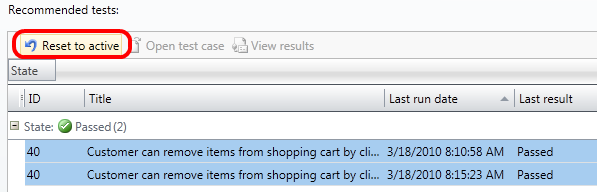 Recommended tests:
Reset to active Open test case View results
State
ID Title Last run date Last result
State: Passed (2)
40 Customer can remove items from shopping cart by cli... 3/18/2010 8:10:58 AM Passed
40 Customer can remove items from shopping cart by cli... 3/18/2010 8:15:23 AM Passed